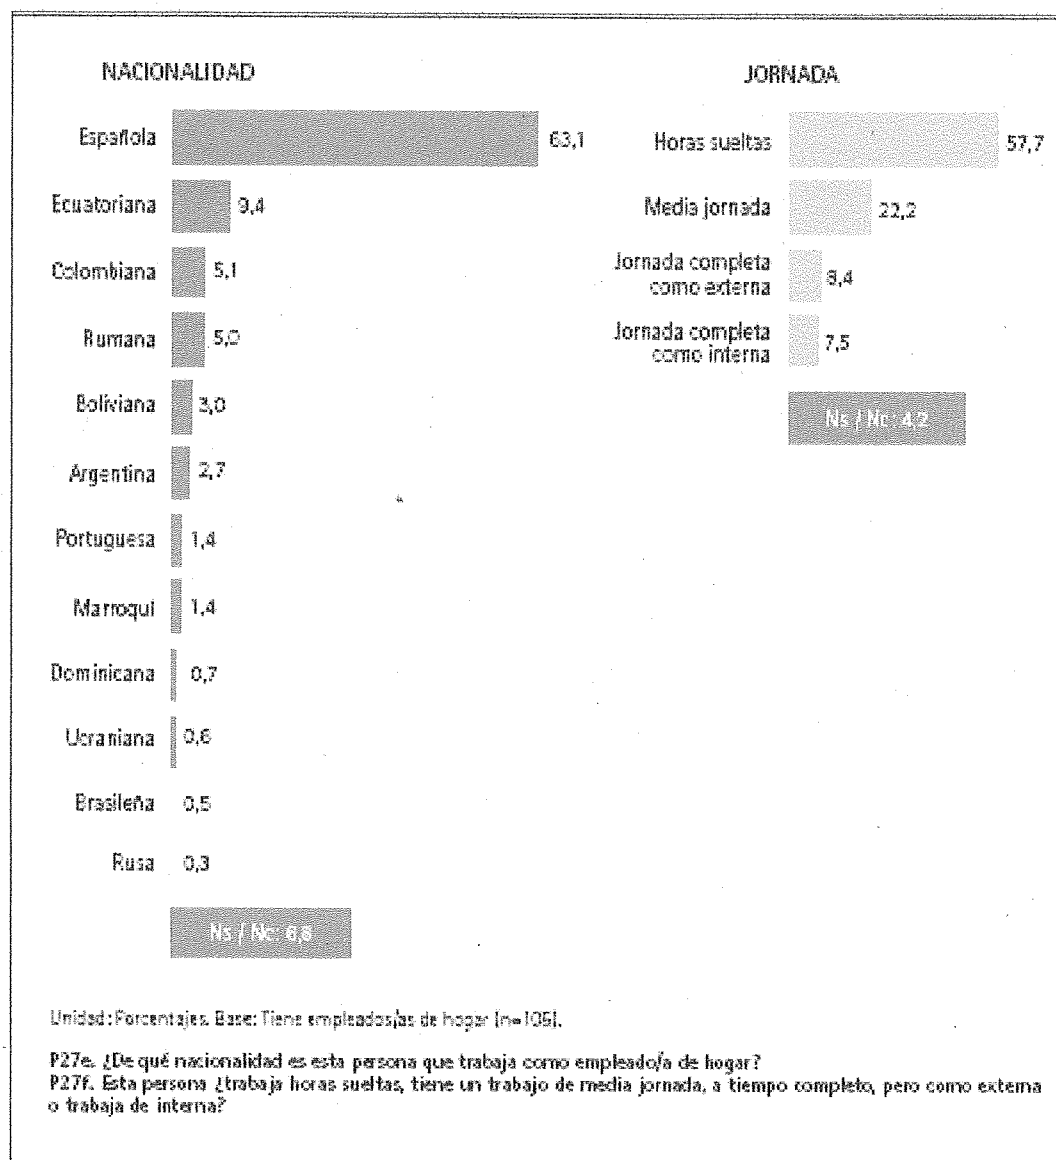 NACIONALIDAD
Española 63,1
Ecuatoriana 9,4
Colombiana 5,1
Rumana 5,0
Boliviana 3,0
Argentina 2,7
Portuguesa 1,4
Marroquí 1,4
Dominicana 0,7
Ucraniana 0,6
Brasileña 0,5
Rusa 0,3
Ns / Nc: 6,8
JORNADA
Horas sueltas 57,7
Media jornada 22,2
Jornada completa
como externa 8,4
Jornada completa
como interna 7,5
Ns / Nc: 4,2
Unidad: Porcentajes. Base: Tiene empleados/as de hogar (n=106).
P27e. ¿De qué nacionalidad es esta persona que trabaja como empleado/a de hogar?
P27f. Esta persona ¿trabaja horas sueltas, tiene un trabajo de media jornada, a tiempo completo, pero como externa
o trabaja de interna?